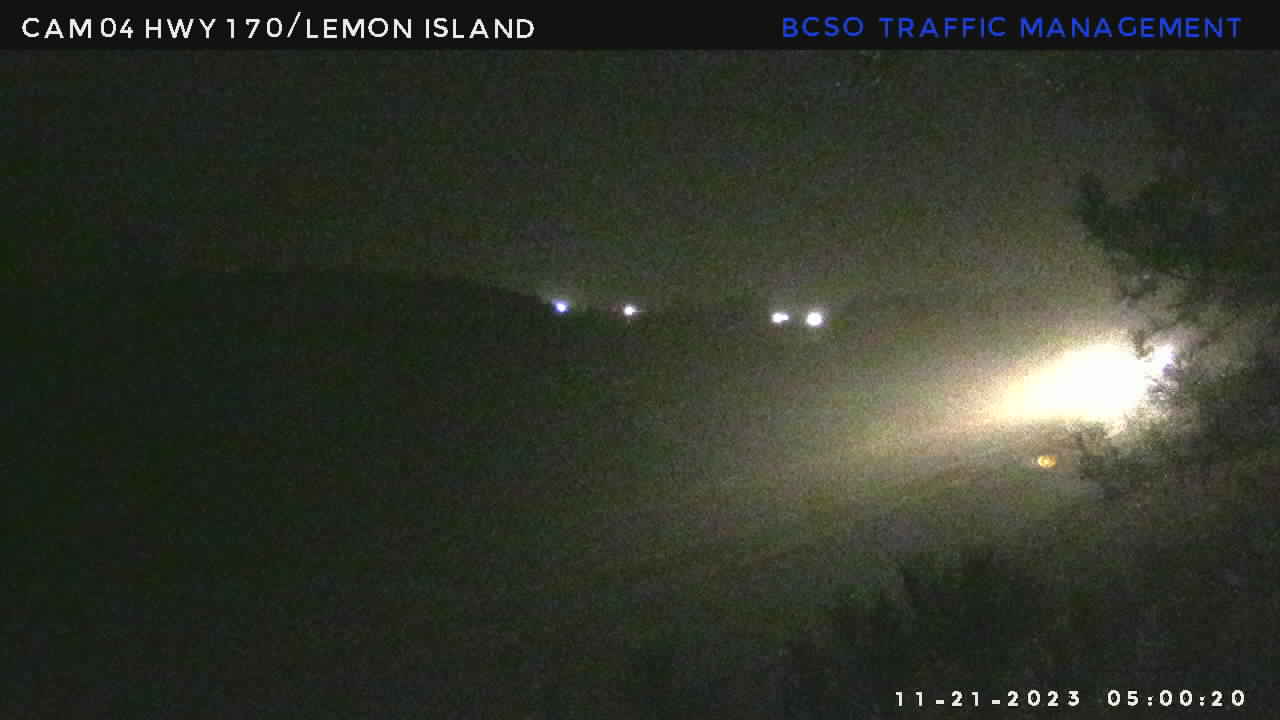 CAM04 HWY 170/LEMON ISLAND
BCSO TRAFFIC MANAGEMENT
11-21-2023 05:00:20